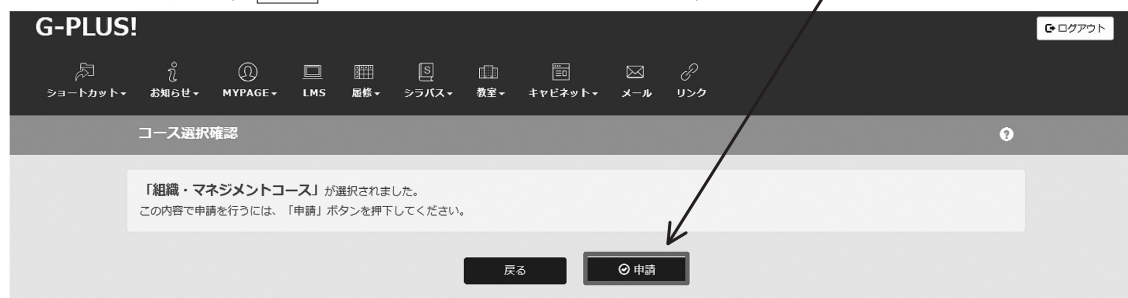 G-PLUS!
ログアウト
ショートカット お知らせ MYPAGE LMS 履修 シラバス 教室 キャビネット メール リンク
コース選択確認
「組織・マネジメントコース」が選択されました。
この内容で申請を行うには、「申請」ボタンを押下してください。
戻る 申請